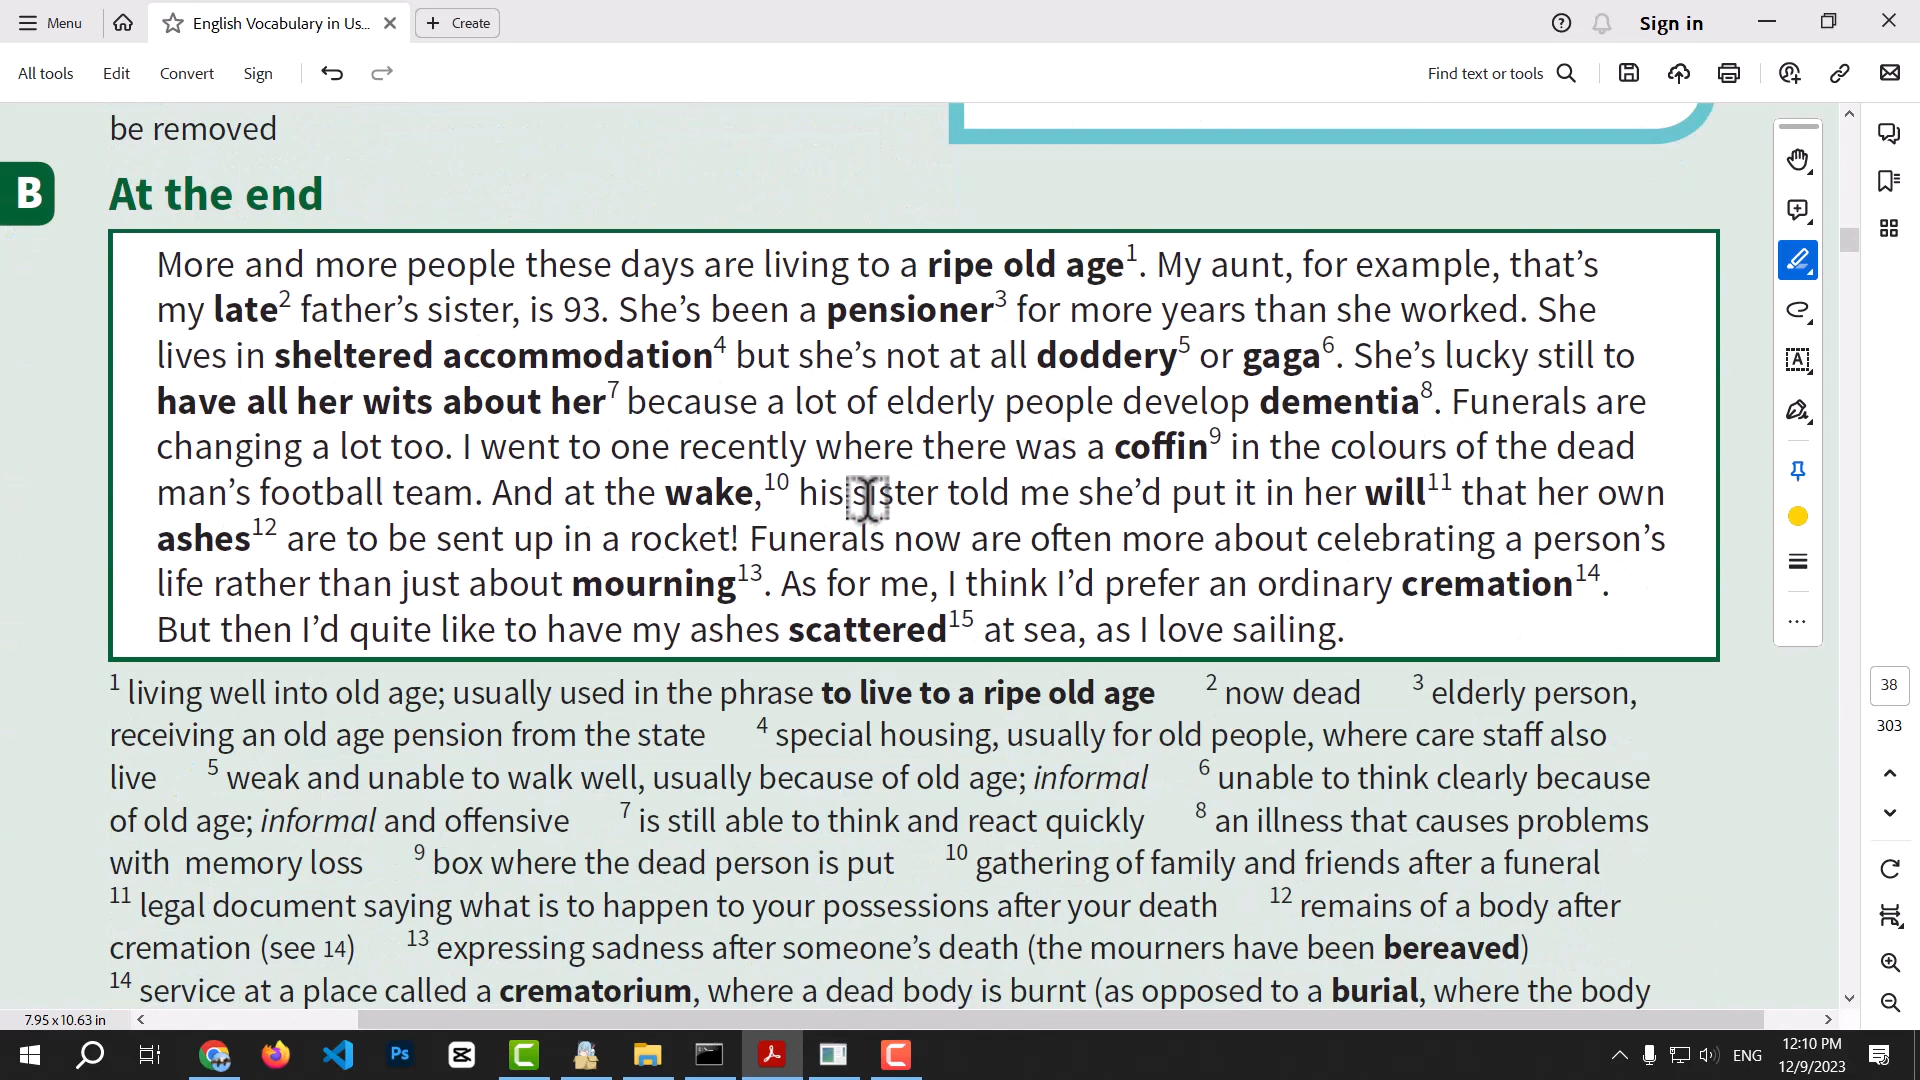 Menu
English Vocabulary in Us...
Create
Sign in
All tools
Edit
Convert
Sign
Find text or tools
be removed
B
At the end
More and more people these days are living to a ripe old age1. My aunt, for example, that’s
my late2 father’s sister, is 93. She’s been a pensioner3 for more years than she worked. She
lives in sheltered accommodation4 but she’s not at all doddery5 or gaga6. She’s lucky still to
have all her wits about her7 because a lot of elderly people develop dementia8. Funerals are
changing a lot too. I went to one recently where there was a coffin9 in the colours of the dead
man’s football team. And at the wake,10 his sister told me she’d put it in her will11 that her own
ashes12 are to be sent up in a rocket! Funerals now are often more about celebrating a person’s
life rather than just about mourning13. As for me, I think I’d prefer an ordinary cremation14.
But then I’d quite like to have my ashes scattered15 at sea, as I love sailing.
1 living well into old age; usually used in the phrase to live to a ripe old age 2 now dead 3 elderly person,
receiving an old age pension from the state 4 special housing, usually for old people, where care staff also
live 5 weak and unable to walk well, usually because of old age; informal 6 unable to think clearly because
of old age; informal and offensive 7 is still able to think and react quickly 8 an illness that causes problems
with memory loss 9 box where the dead person is put 10 gathering of family and friends after a funeral
11 legal document saying what is to happen to your possessions after your death 12 remains of a body after
cremation (see 14) 13 expressing sadness after someone’s death (the mourners have been bereaved)
14 service at a place called a crematorium, where a dead body is burnt (as opposed to a burial, where the body
38
303
7.95 x 10.63 in
Ps
ENG
12:10 PM
12/9/2023